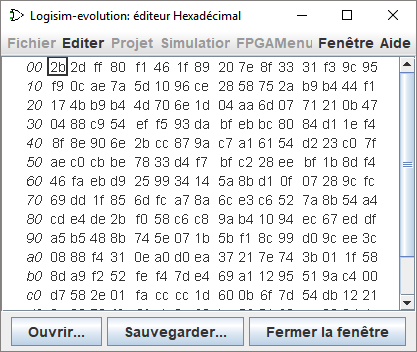 Logisim-evolution: éditeur Hexadécimal
Fichier Editer Projet Simulation FPGAMenu Fenêtre Aide
00 2b 2d ff 80 f1 46 1f 89 20 7e 8f 33 31 f3 9c 95
10 f9 0c ae 7a 5d 10 96 ce 28 58 75 2a b9 b4 44 f1
20 17 4b b9 b4 4d 70 6e 1d 04 aa 6d 07 71 21 0b 47
30 04 88 c9 54 ef f5 93 da bf eb bc 80 84 d1 1e f4
40 8f 8e 90 6e 2b cc 87 9a c7 a1 61 54 d2 23 c0 7f
50 ae c0 cb be 78 33 d4 f7 bf c2 28 ee bf 1b 8d f4
60 46 fa eb d9 25 99 34 14 5a 8b d1 0f 07 28 9c fc
70 69 dd 1f 85 6d fc a7 8a 6c e3 c6 52 7a 8b 54 a4
80 cd e4 de 2b f0 58 c6 c8 9a b4 10 94 ec 67 ed df
90 a5 b5 48 8b 74 5e 07 1b 5b f1 8c 99 d0 9c ee 3c
a0 08 88 f4 31 0e a0 d0 ea 37 21 7e 74 3b 01 1f 58
b0 8d a9 f2 52 fe f4 7d e4 69 a1 12 95 51 9a c4 00
c0 d7 58 2e 01 fa cc cc 1d 60 0b 6f 7d 54 db 12 21
Ouvrir... Sauvegarder... Fermer la fenêtre